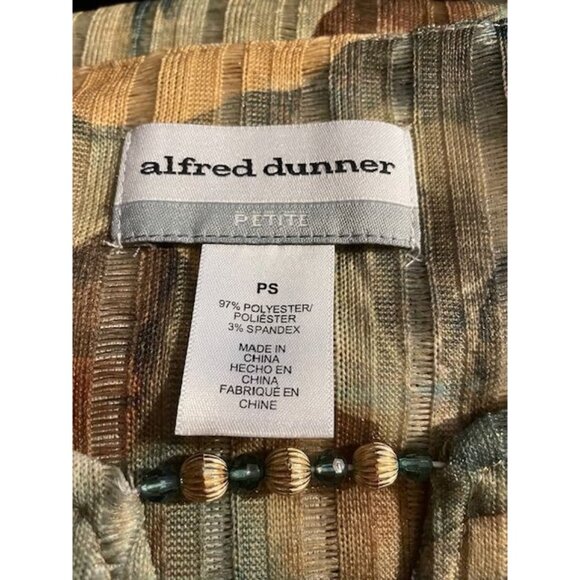 alfred dunner
PETITE
PS
97% POLYESTER/
POLIÉSTER
3% SPANDEX
MADE IN
CHINA
HECHO EN
CHINA
FABRIQUÉ EN
CHINE